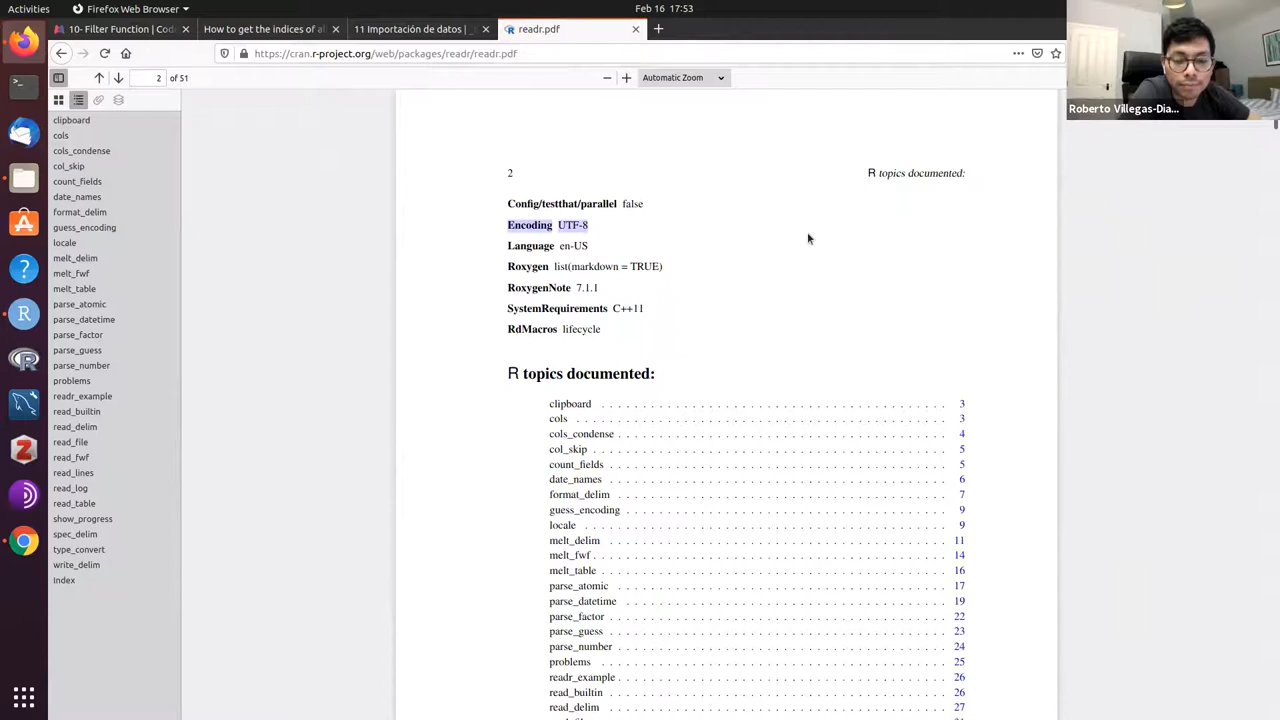 Activities
Firefox Web Browser
Feb 16 17:53
10- Filter Function | Cod
How to get the indices of al
11 Importación de datos |
readr.pdf
https://cran.r-project.org/web/packages/readr/readr.pdf
2 of 51
Automatic Zoom
Roberto Villegas-Dia...
clipboard
cols
cols_condense
col_skip
count_fields
date_names
format_delim
guess_encoding
locale
melt_delim
melt_fwf
melt_table
parse_atomic
parse_datetime
parse_factor
parse_guess
parse_number
problems
readr_example
read_builtin
read_delim
read_file
read_fwf
read_lines
read_log
read_table
show_progress
spec_delim
type_convert
write_delim
Index
2 R topics documented:
Config/testthat/parallel false
Encoding UTF-8
Language en-US
Roxygen list(markdown = TRUE)
RoxygenNote 7.1.1
SystemRequirements C++11
RdMacros lifecycle
R topics documented:
clipboard . . . . . . . . . . . . . . . . . . . . 3
cols . . . . . . . . . . . . . . . . . . . . 3
cols_condense . . . . . . . . . . . . . . . . . . . . 4
col_skip . . . . . . . . . . . . . . . . . . . . 5
count_fields . . . . . . . . . . . . . . . . . . . . 5
date_names . . . . . . . . . . . . . . . . . . . . 6
format_delim . . . . . . . . . . . . . . . . . . . . 7
guess_encoding . . . . . . . . . . . . . . . . . . . . 9
locale . . . . . . . . . . . . . . . . . . . . 9
melt_delim . . . . . . . . . . . . . . . . . . . . 11
melt_fwf . . . . . . . . . . . . . . . . . . . . 14
melt_table . . . . . . . . . . . . . . . . . . . . 16
parse_atomic . . . . . . . . . . . . . . . . . . . . 17
parse_datetime . . . . . . . . . . . . . . . . . . . . 19
parse_factor . . . . . . . . . . . . . . . . . . . . 22
parse_guess . . . . . . . . . . . . . . . . . . . . 23
parse_number . . . . . . . . . . . . . . . . . . . . 24
problems . . . . . . . . . . . . . . . . . . . . 25
readr_example . . . . . . . . . . . . . . . . . . . . 26
read_builtin . . . . . . . . . . . . . . . . . . . . 26
read_delim . . . . . . . . . . . . . . . . . . . . 27